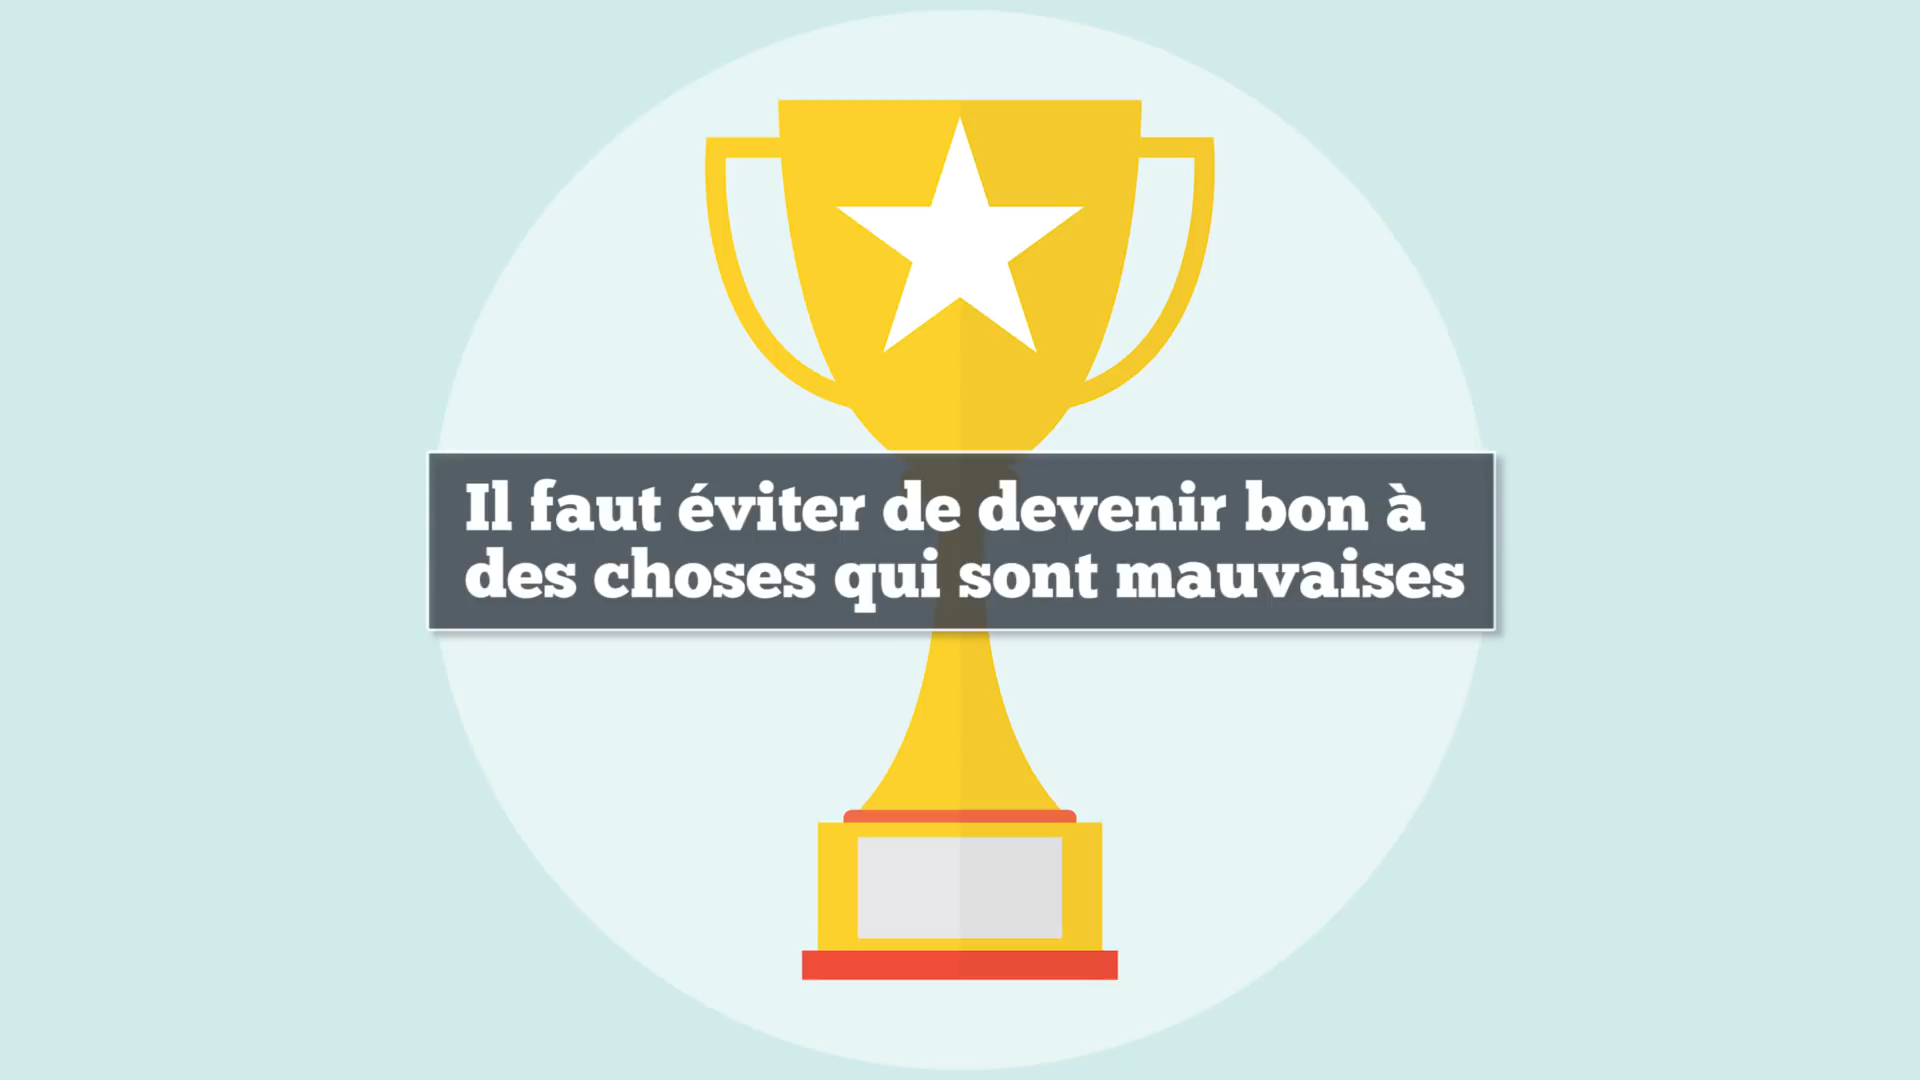 Il faut éviter de devenir bon à
des choses qui sont mauvaises